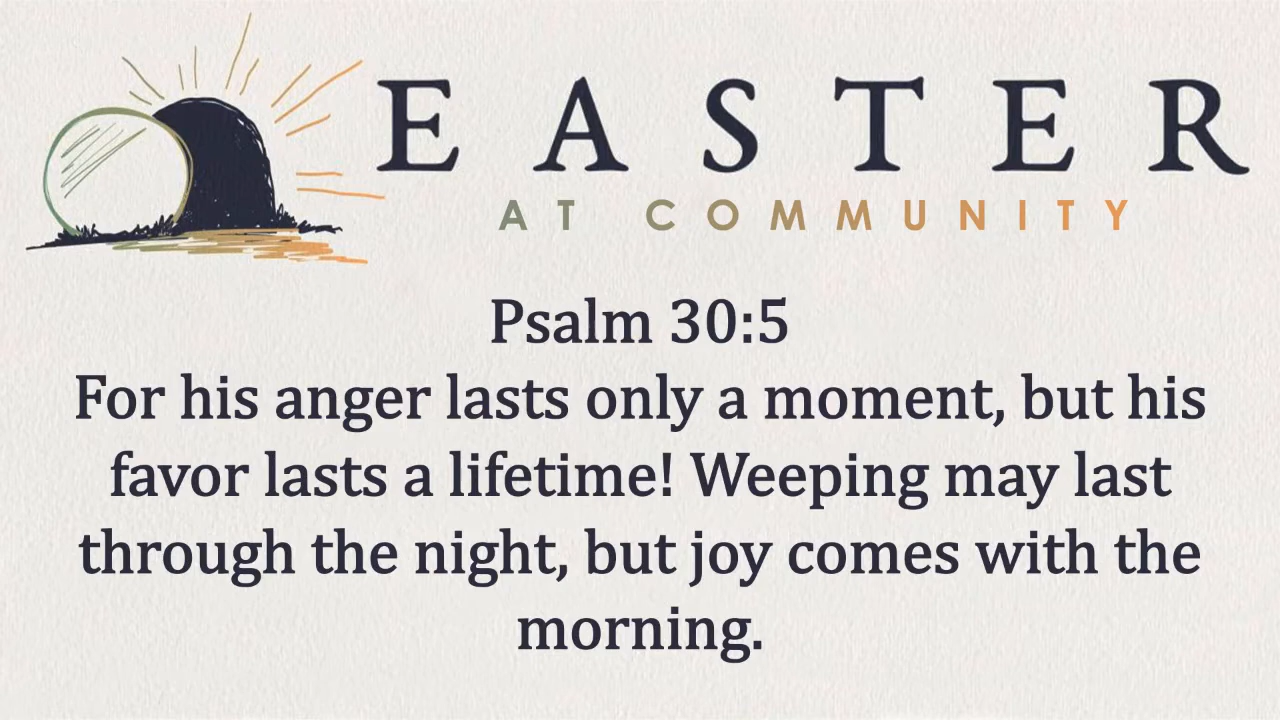 EASTER
AT COMMUNITY
Psalm 30:5
For his anger lasts only a moment, but his
favor lasts a lifetime! Weeping may last
through the night, but joy comes with the
morning.